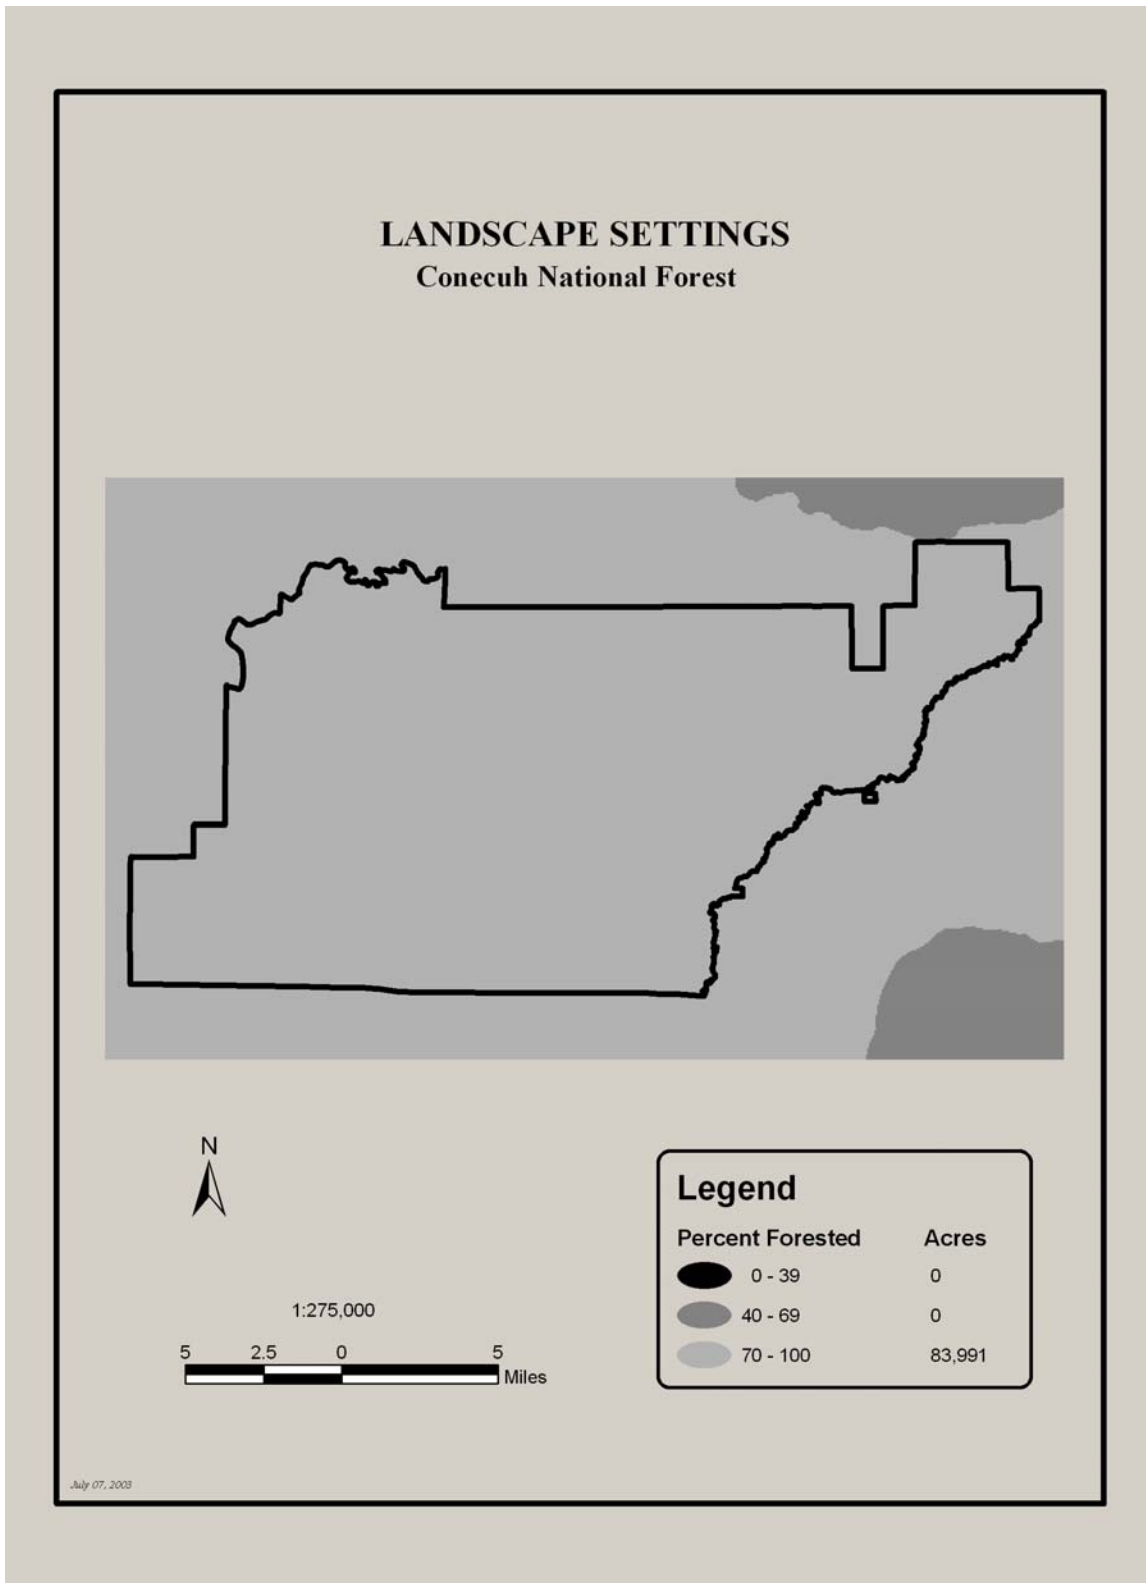 LANDSCAPE SETTINGS
Conecuh National Forest
N
1:275,000
5 2.5 0 5
Miles
Legend
Percent Forested Acres
0 - 39 0
40 - 69 0
70 - 100 83,991
July 07, 2003